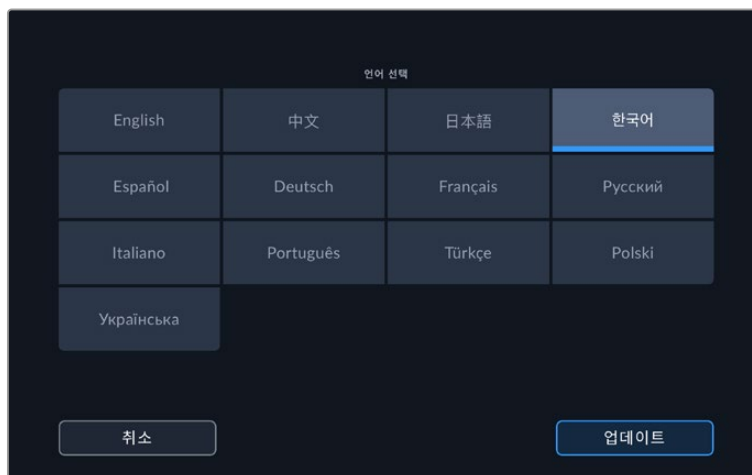 언어 선택
English 中文 日本語 한국어
Español Deutsch Français Русский
Italiano Português Türkçe Polski
Українська
취소 업데이트